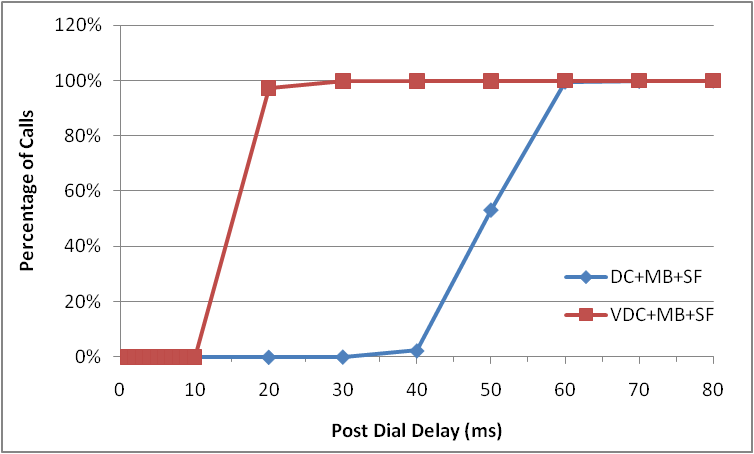 120%
100%
80%
60%
40%
20%
0%
Percentage of Calls
DC+MB+SF
VDC+MB+SF
0 10 20 30 40 50 60 70 80
Post Dial Delay (ms)